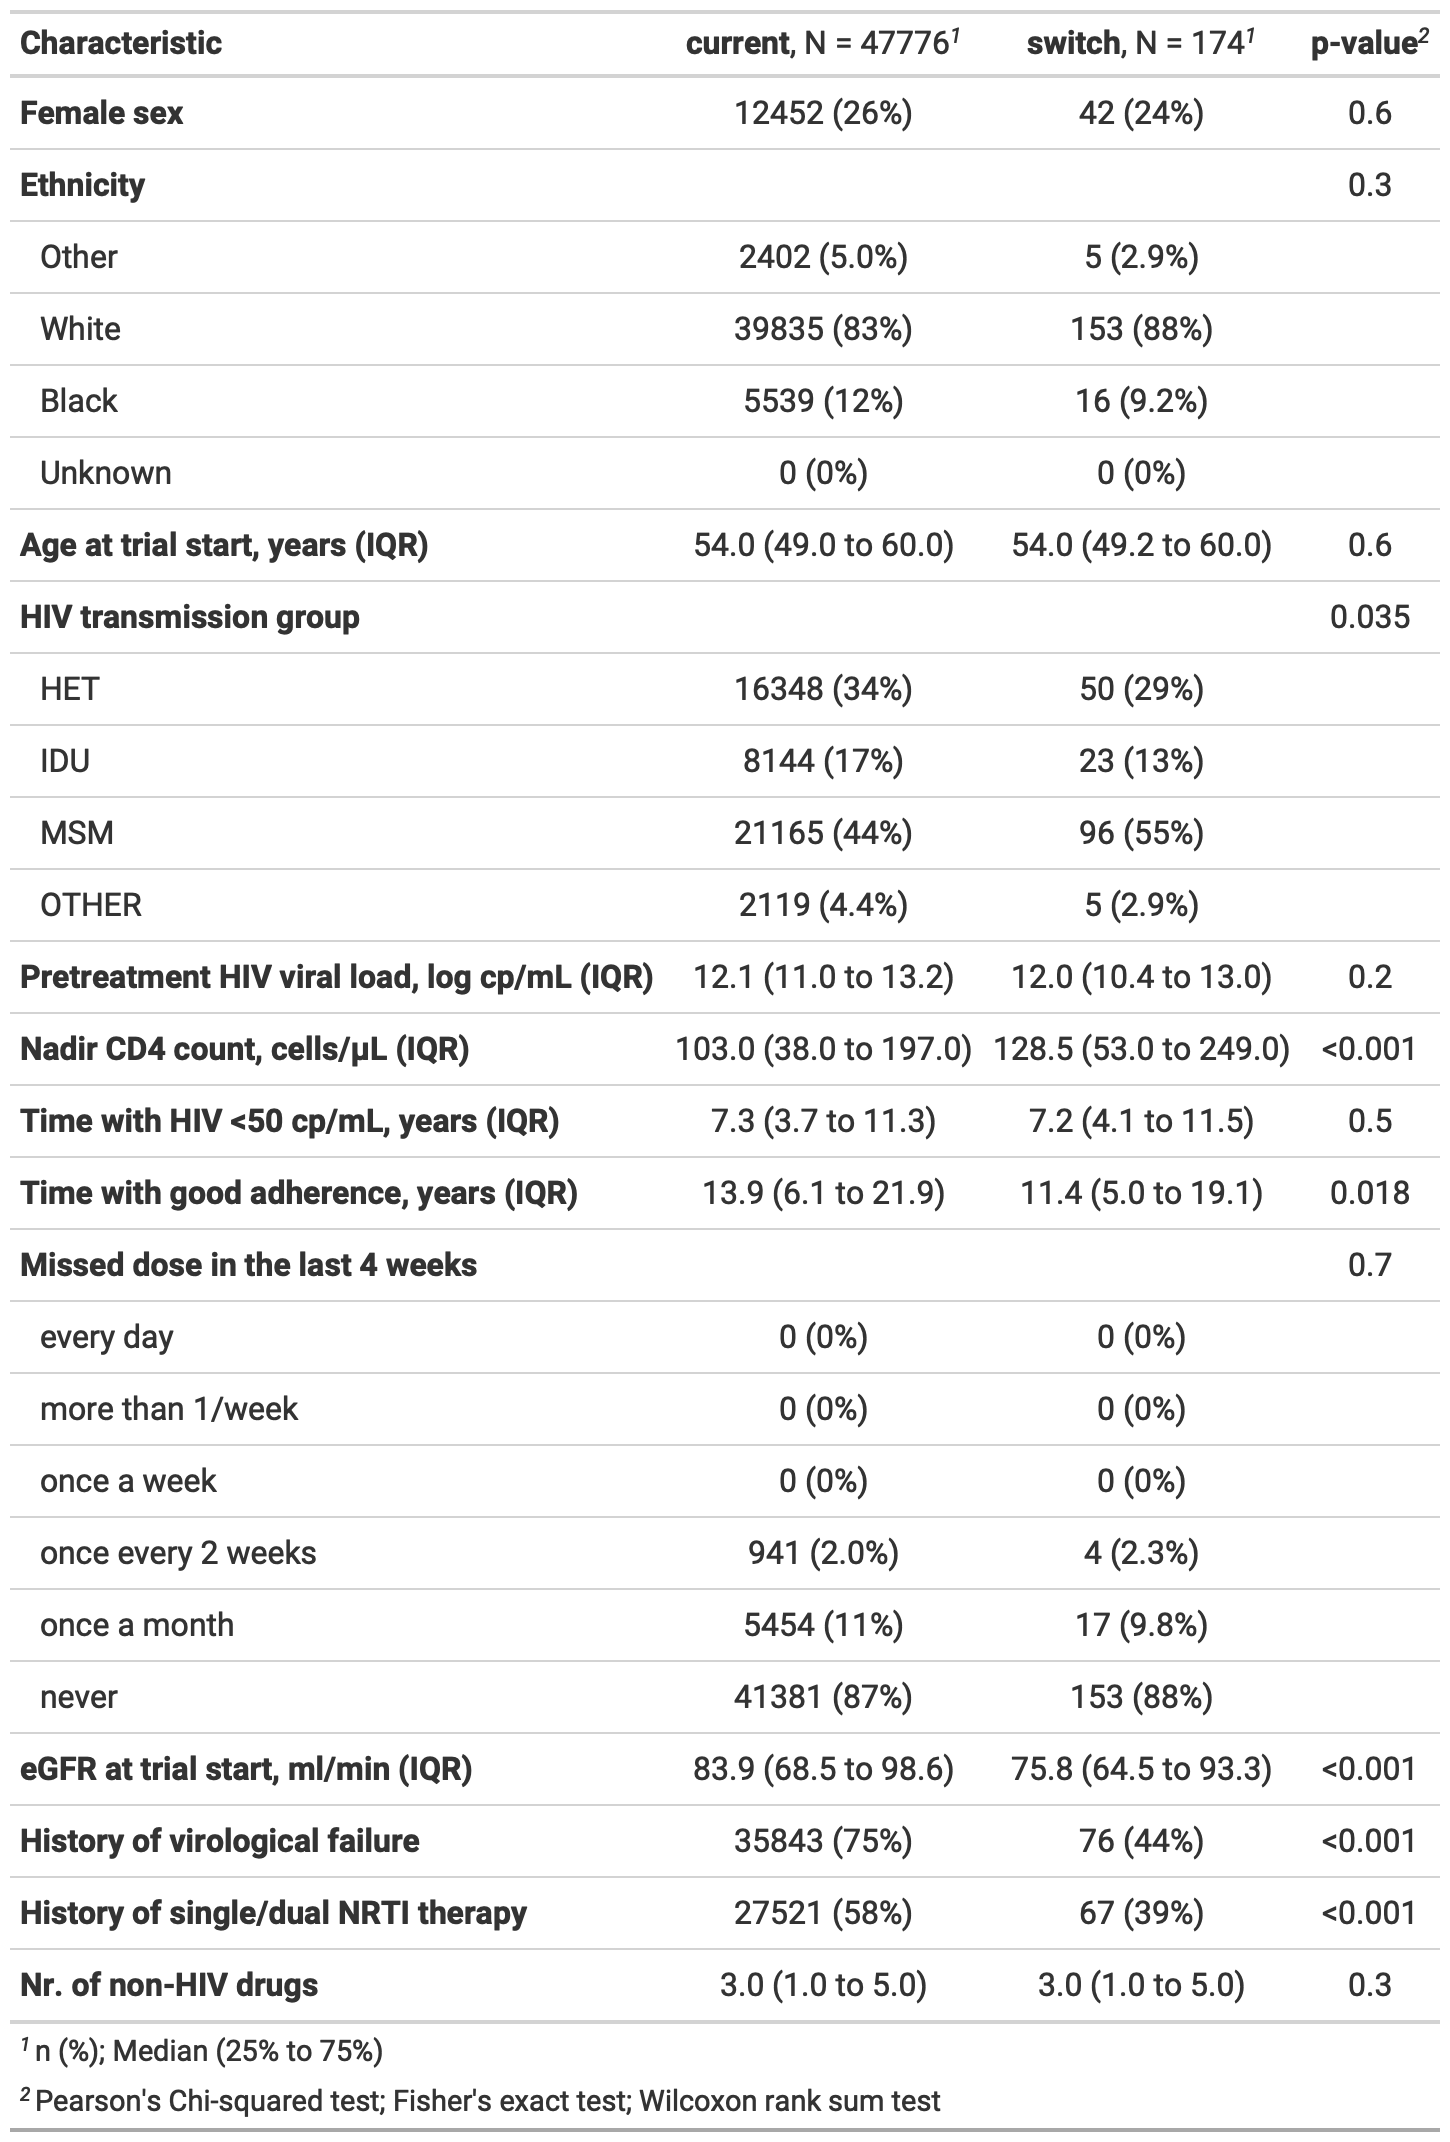 Characteristic current, N = 47776¹ switch, N = 174¹ p-value²
Female sex 12452 (26%) 42 (24%) 0.6
Ethnicity 0.3
Other 2402 (5.0%) 5 (2.9%)
White 39835 (83%) 153 (88%)
Black 5539 (12%) 16 (9.2%)
Unknown 0 (0%) 0 (0%)
Age at trial start, years (IQR) 54.0 (49.0 to 60.0) 54.0 (49.2 to 60.0) 0.6
HIV transmission group 0.035
HET 16348 (34%) 50 (29%)
IDU 8144 (17%) 23 (13%)
MSM 21165 (44%) 96 (55%)
OTHER 2119 (4.4%) 5 (2.9%)
Pretreatment HIV viral load, log cp/mL (IQR) 12.1 (11.0 to 13.2) 12.0 (10.4 to 13.0) 0.2
Nadir CD4 count, cells/µL (IQR) 103.0 (38.0 to 197.0) 128.5 (53.0 to 249.0) <0.001
Time with HIV <50 cp/mL, years (IQR) 7.3 (3.7 to 11.3) 7.2 (4.1 to 11.5) 0.5
Time with good adherence, years (IQR) 13.9 (6.1 to 21.9) 11.4 (5.0 to 19.1) 0.018
Missed dose in the last 4 weeks 0.7
every day 0 (0%) 0 (0%)
more than 1/week 0 (0%) 0 (0%)
once a week 0 (0%) 0 (0%)
once every 2 weeks 941 (2.0%) 4 (2.3%)
once a month 5454 (11%) 17 (9.8%)
never 41381 (87%) 153 (88%)
eGFR at trial start, ml/min (IQR) 83.9 (68.5 to 98.6) 75.8 (64.5 to 93.3) <0.001
History of virological failure 35843 (75%) 76 (44%) <0.001
History of single/dual NRTI therapy 27521 (58%) 67 (39%) <0.001
Nr. of non-HIV drugs 3.0 (1.0 to 5.0) 3.0 (1.0 to 5.0) 0.3
¹ n (%); Median (25% to 75%)
² Pearson's Chi-squared test; Fisher's exact test; Wilcoxon rank sum test